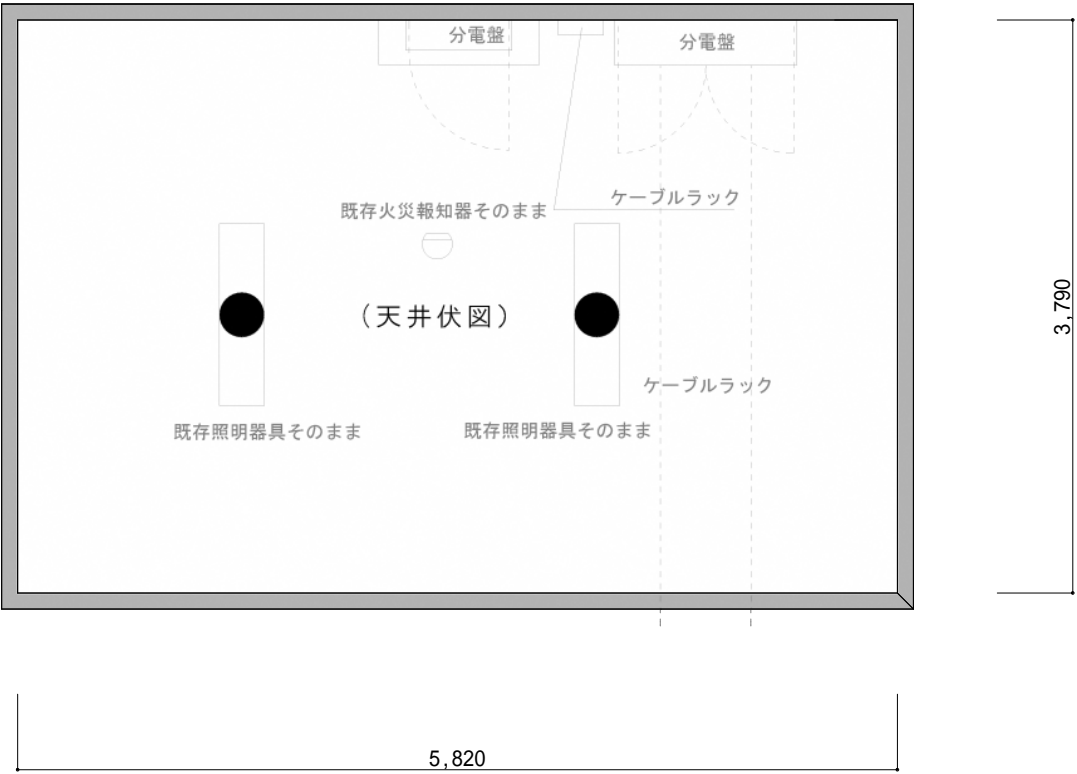 分電盤
分電盤
ケーブルラック
既存火災報知器そのまま
(天井伏図)
3,790
ケーブルラック
既存照明器具そのまま
既存照明器具そのまま
5,820